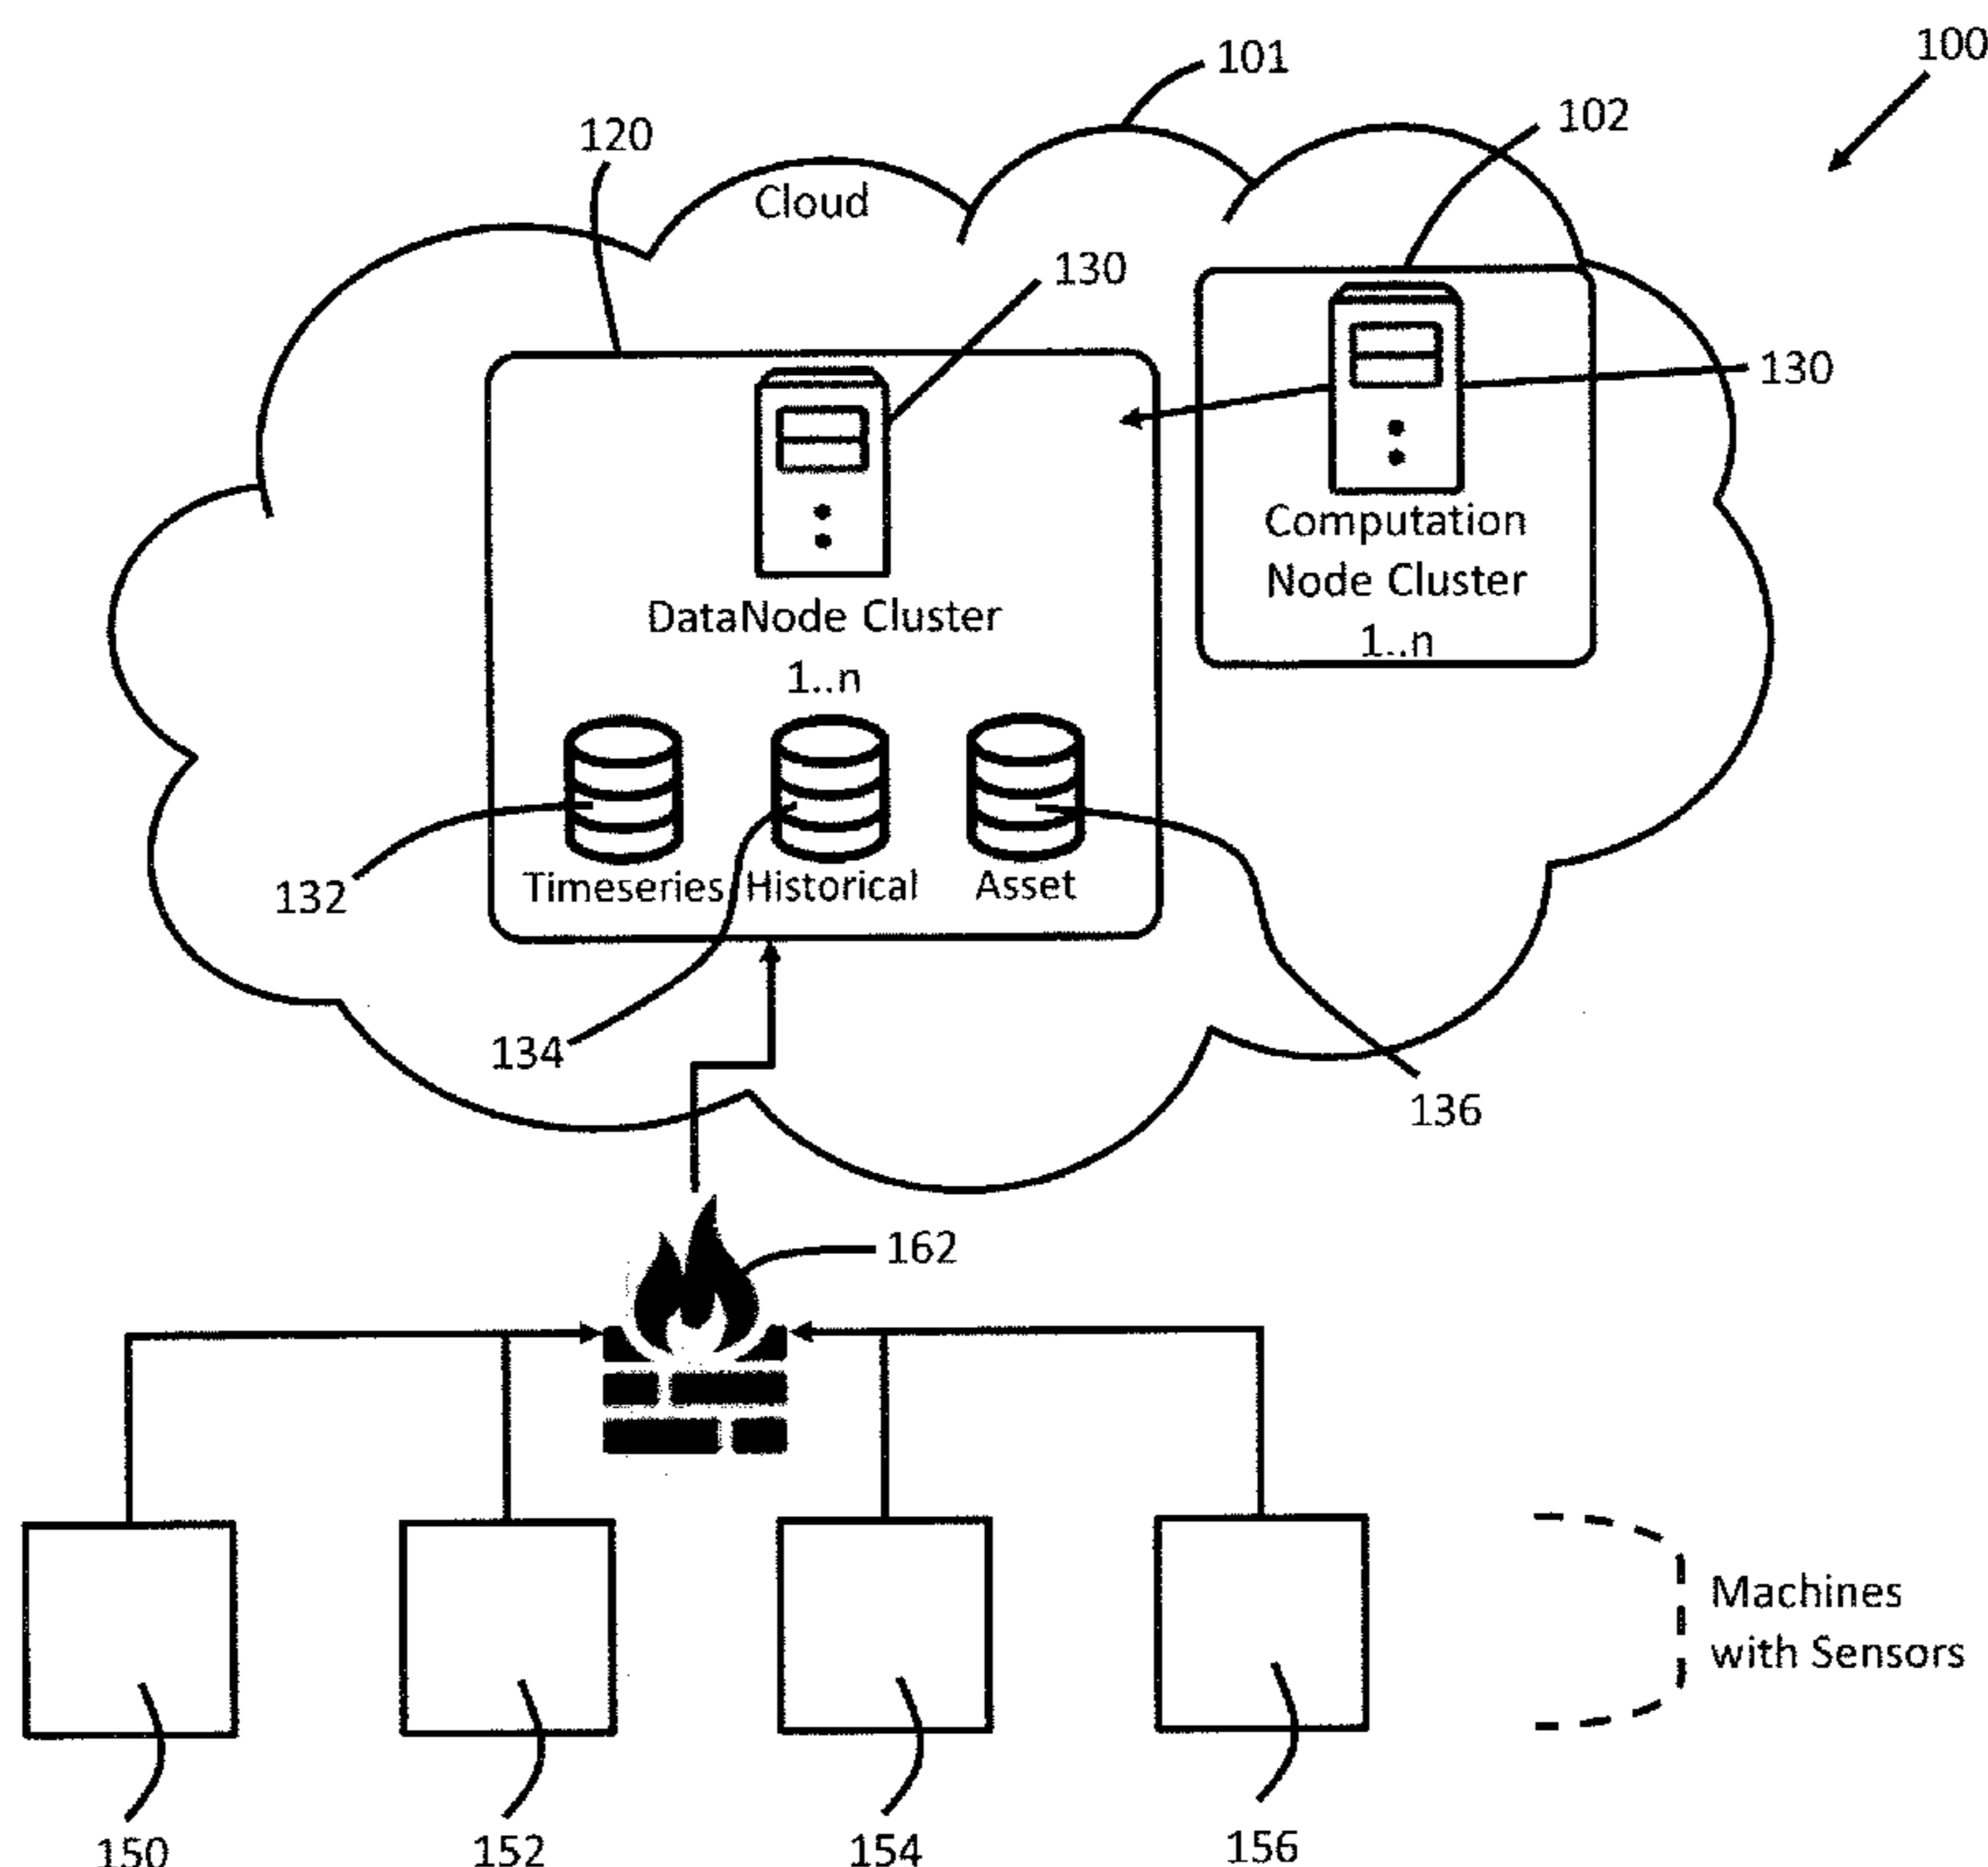 100
101
102
120
Cloud
130
130
Computation
Node Cluster
1..n
DataNode Cluster
1..n
Timeseries
Historical
Asset
132
134
136
162
Machines
with Sensors
150
152
154
156